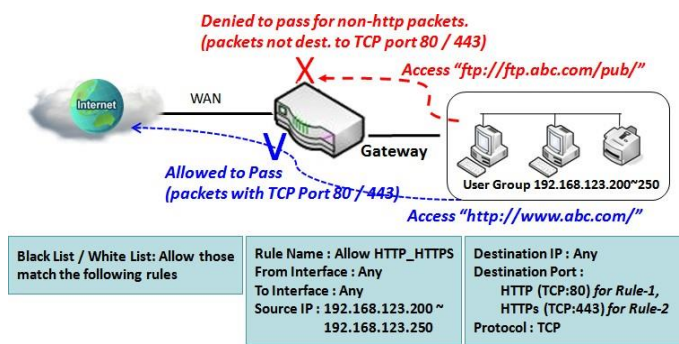 Denied to pass for non-http packets.
(packets not dest. to TCP port 80 / 443)
X
Access “ftp://ftp.abc.com/pub/”
Internet
WAN
Gateway
V
Allowed to Pass
(packets with TCP Port 80 / 443)
User Group 192.168.123.200~250
Access “http://www.abc.com/”
Black List / White List: Allow those
match the following rules
Rule Name : Allow HTTP_HTTPS
From Interface : Any
To Interface : Any
Source IP : 192.168.123.200 ~
192.168.123.250
Destination IP : Any
Destination Port :
HTTP (TCP:80) for Rule-1,
HTTPs (TCP:443) for Rule-2
Protocol : TCP